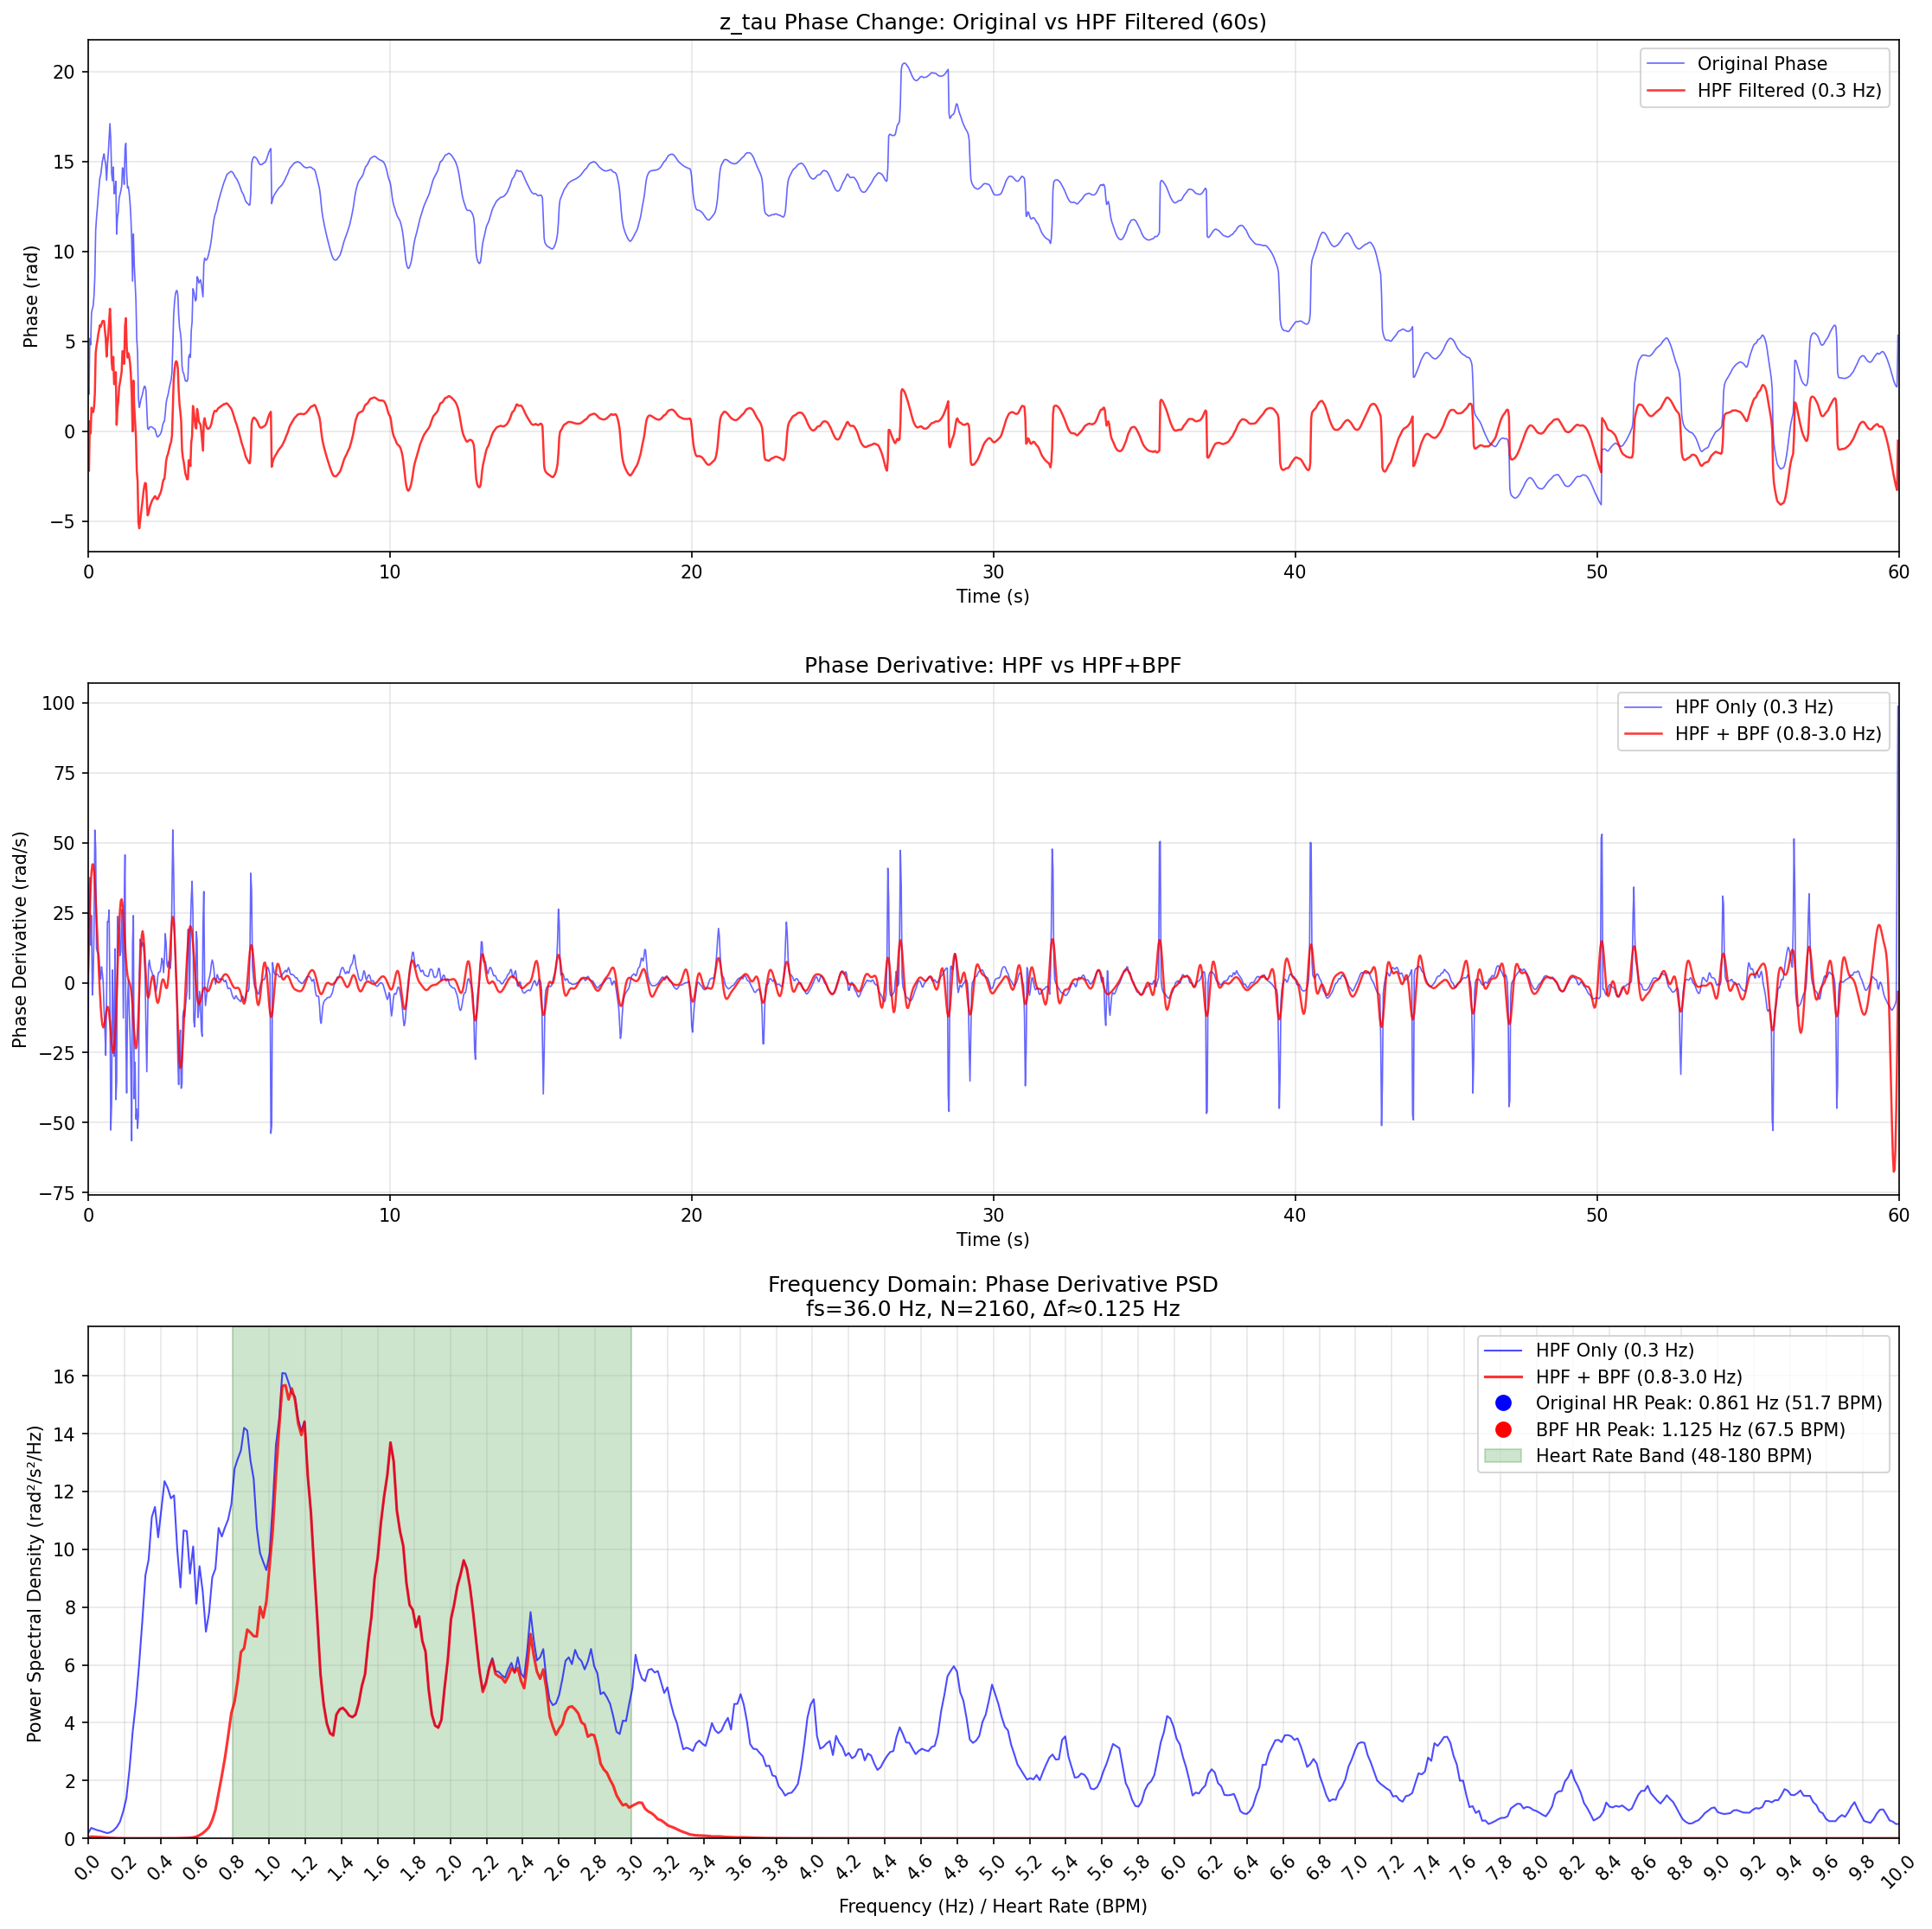 z_tau Phase Change: Original vs HPF Filtered (60s)
Original Phase
HPF Filtered (0.3 Hz)
Phase (rad)
20
15
10
5
0
−5
0 10 20 30 40 50 60
Time (s)
Phase Derivative: HPF vs HPF+BPF
HPF Only (0.3 Hz)
HPF + BPF (0.8-3.0 Hz)
Phase Derivative (rad/s)
100
75
50
25
0
−25
−50
−75
0 10 20 30 40 50 60
Time (s)
Frequency Domain: Phase Derivative PSD
fs=36.0 Hz, N=2160, Δf≈0.125 Hz
HPF Only (0.3 Hz)
HPF + BPF (0.8-3.0 Hz)
Original HR Peak: 0.861 Hz (51.7 BPM)
BPF HR Peak: 1.125 Hz (67.5 BPM)
Heart Rate Band (48-180 BPM)
Power Spectral Density (rad²/s²/Hz)
16
14
12
10
8
6
4
2
0
0.0 0.2 0.4 0.6 0.8 1.0 1.2 1.4 1.6 1.8 2.0 2.2 2.4 2.6 2.8 3.0 3.2 3.4 3.6 3.8 4.0 4.2 4.4 4.6 4.8 5.0 5.2 5.4 5.6 5.8 6.0 6.2 6.4 6.6 6.8 7.0 7.2 7.4 7.6 7.8 8.0 8.2 8.4 8.6 8.8 9.0 9.2 9.4 9.6 9.8 10.0
Frequency (Hz) / Heart Rate (BPM)